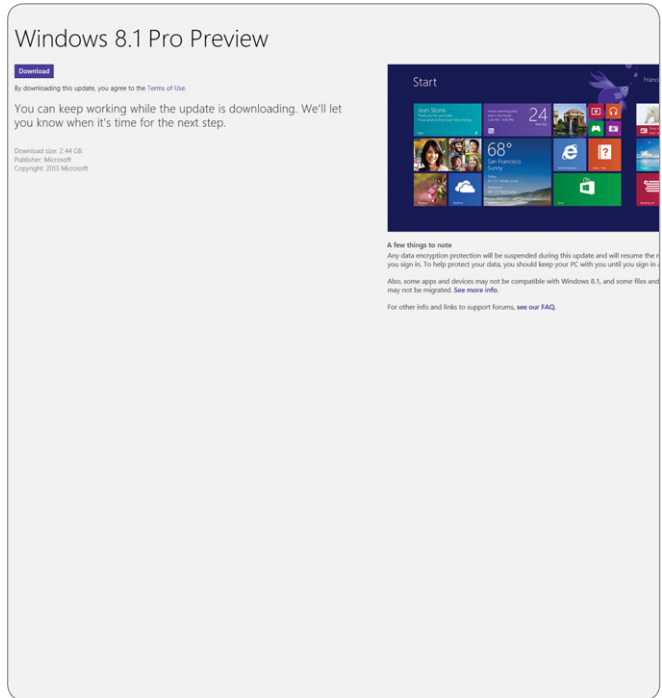 Windows 8.1 Pro Preview
Download
By downloading this update, you agree to the Terms of Use.
You can keep working while the update is downloading. We'll let
you know when it's time for the next step.
Download size: 2.44 GB
Publisher: Microsoft
Copyright: 2013 Microsoft
Start
Franci
Jean Stone
24
68°
San Francisco
Sunny
A few things to note
Any data encryption protection will be suspended during this update and will resume the
you sign in. To help protect your data, you should keep your PC with you until you sign in
Also, some apps and devices may not be compatible with Windows 8.1, and some files and
may not be migrated. See more info.
For other info and links to support forums, see our FAQ.